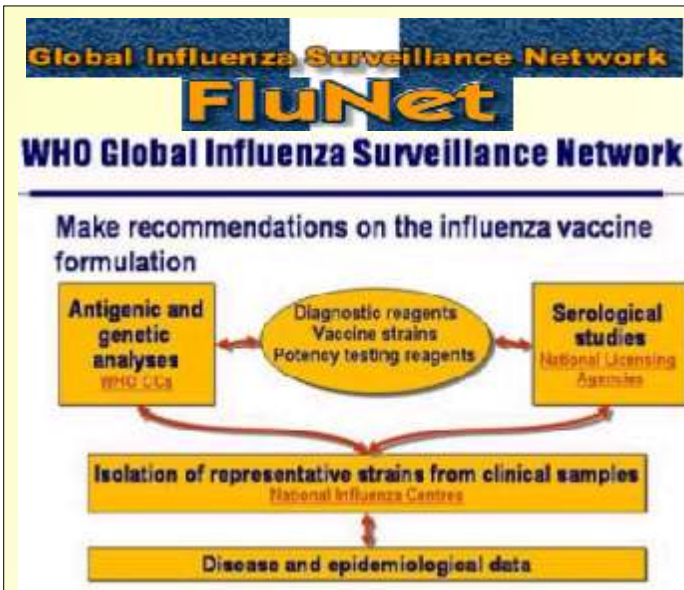 Global Influenza Surveillance Network
FluNet
WHO Global Influenza Surveillance Network
Make recommendations on the influenza vaccine
formulation
Antigenic and
genetic
analyses
WHO CCs
Diagnostic reagents
Vaccine strains
Potency testing reagents
Serological
studies
National Licensing
Agencies
Isolation of representative strains from clinical samples
National Influenza Centres
Disease and epidemiological data